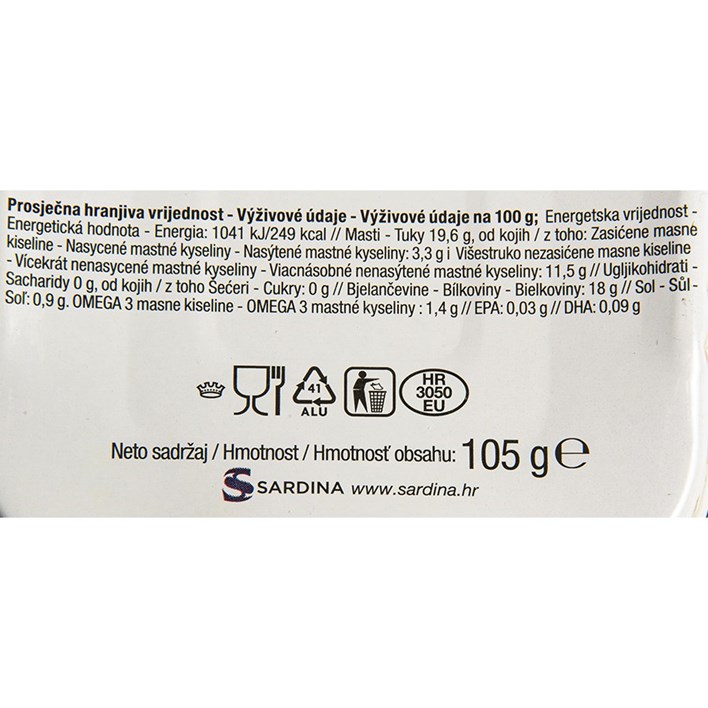 Prosječna hranjiva vrijednost - Výživové údaje - Výživové údaje na 100 g; Energetska vrijednost -
Energetická hodnota - Energia: 1041 kJ/249 kcal // Masti - Tuky 19,6 g, od kojih / z toho: Zasićene masne
kiseline - Nasycené mastné kyseliny - Nasýtené mastné kyseliny: 3,3 g i Višestruko nezasićene masne kiseline
- Vícekrát nenasycené mastné kyseliny - Viacnásobné nenasýtené mastné kyseliny: 11,5 g // Ugljikohidrati -
Sacharidy 0 g, od kojih / z toho Šećeri - Cukry: 0 g // Bjelančevine - Bílkoviny - Bielkoviny: 18 g // Sol - Sůl -
Soľ: 0,9 g. OMEGA 3 masne kiseline - OMEGA 3 mastné kyseliny : 1,4 g // EPA: 0,03 g // DHA: 0,09 g
41
ALU
HR
3050
EU
Neto sadržaj / Hmotnost / Hmotnosť obsahu: 105 g ℮
SARDINA www.sardina.hr